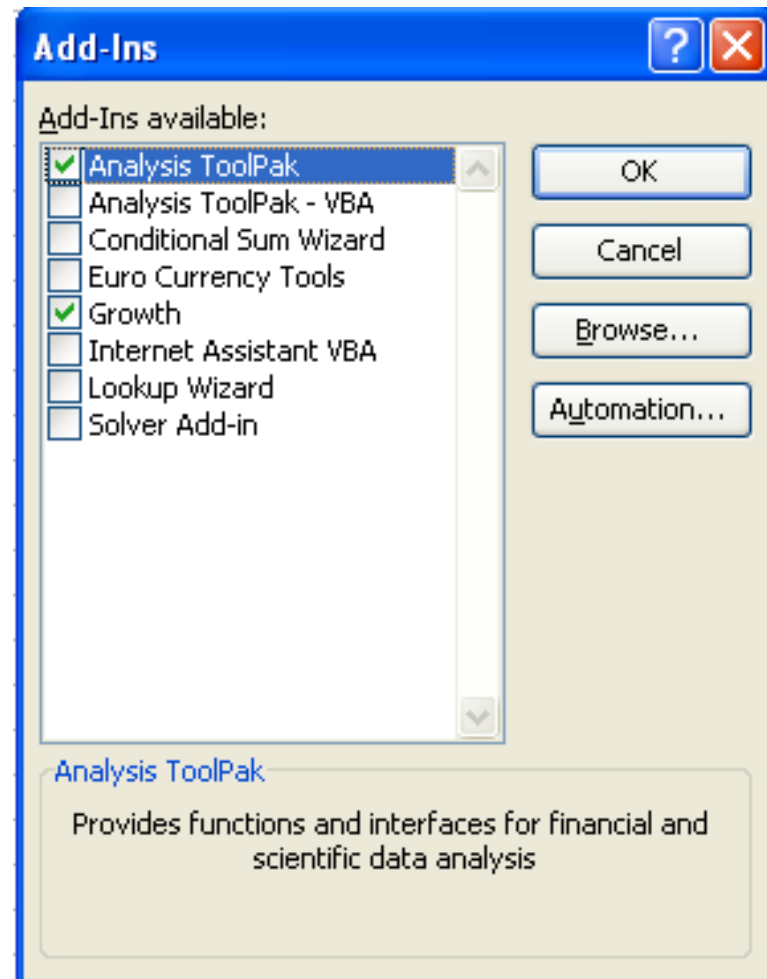 Add-Ins
Add-Ins available:
Analysis ToolPak
Analysis ToolPak - VBA
Conditional Sum Wizard
Euro Currency Tools
Growth
Internet Assistant VBA
Lookup Wizard
Solver Add-in
OK
Cancel
Browse...
Automation...
Analysis ToolPak
Provides functions and interfaces for financial and
scientific data analysis